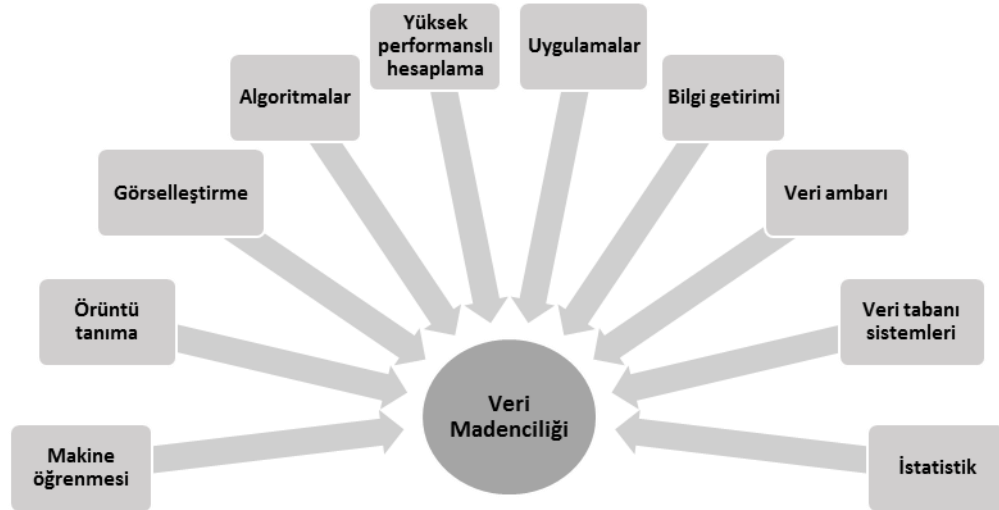 Yüksek
performanslı
hesaplama
Uygulamalar
Algoritmalar
Bilgi getirimi
Görselleştirme
Veri ambarı
Örüntü
tanıma
Veri tabanı
sistemleri
Veri
Madenciliği
Makine
öğrenmesi
İstatistik